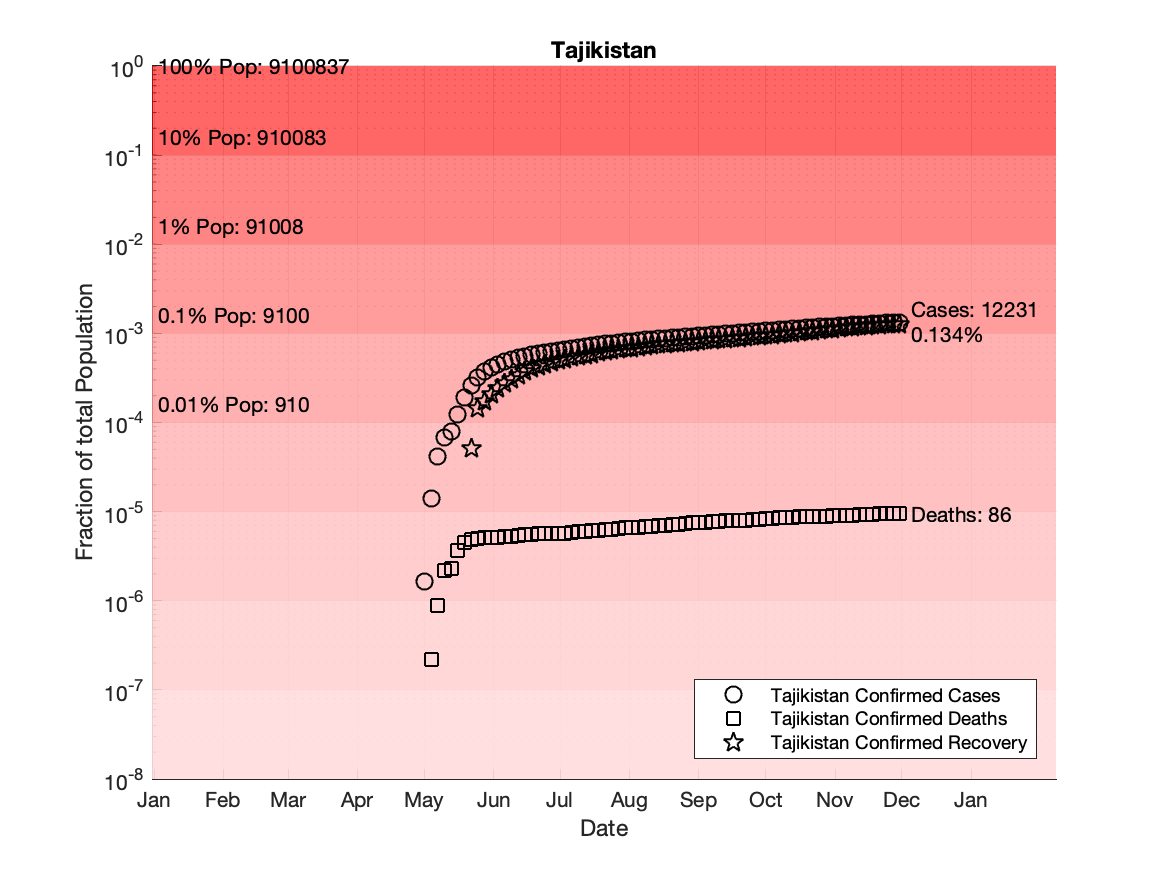 Tajikistan
10^0
100% Pop: 9100837
10% Pop: 910083
10^-1
1% Pop: 91008
10^-2
0.1% Pop: 9100
10^-3
0.01% Pop: 910
10^-4
10^-5
10^-6
10^-7
10^-8
Fraction of total Population
Cases: 12231
0.134%
Deaths: 86
Tajikistan Confirmed Cases
Tajikistan Confirmed Deaths
Tajikistan Confirmed Recovery
Jan Feb Mar Apr May Jun Jul Aug Sep Oct Nov Dec Jan
Date